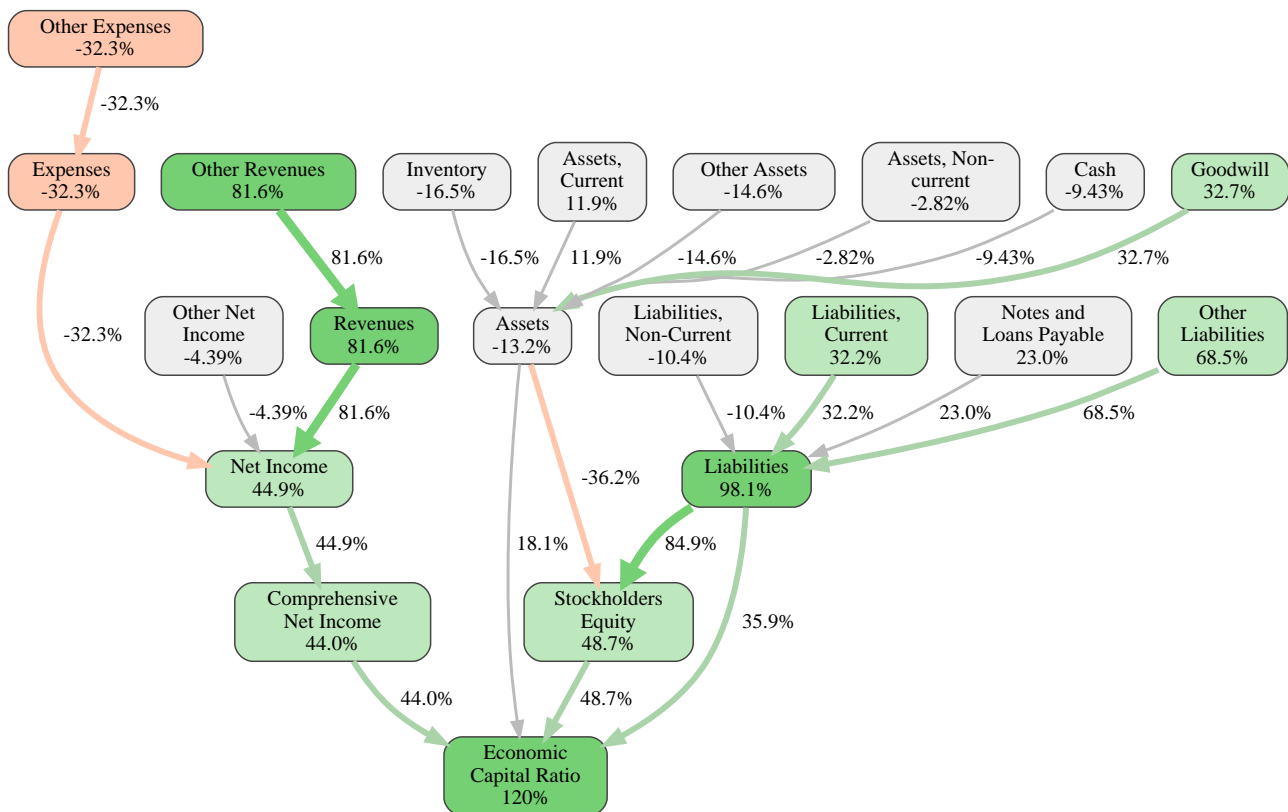 Other Expenses
-32.3%
-32.3%
Expenses
-32.3%
Other Revenues
81.6%
Inventory
-16.5%
Assets,
Current
11.9%
Other Assets
-14.6%
Assets, Non-
current
-2.82%
Cash
-9.43%
Goodwill
32.7%
81.6%
-16.5%
11.9%
-14.6%
-2.82%
-9.43%
32.7%
-32.3%
Other Net
Income
-4.39%
Revenues
81.6%
Assets
-13.2%
Liabilities,
Non-Current
-10.4%
Liabilities,
Current
32.2%
Notes and
Loans Payable
23.0%
Other
Liabilities
68.5%
-4.39%
81.6%
-10.4%
32.2%
23.0%
68.5%
Net Income
44.9%
-36.2%
Liabilities
98.1%
44.9%
18.1%
84.9%
Comprehensive
Net Income
44.0%
Stockholders
Equity
48.7%
35.9%
44.0%
48.7%
Economic
Capital Ratio
120%